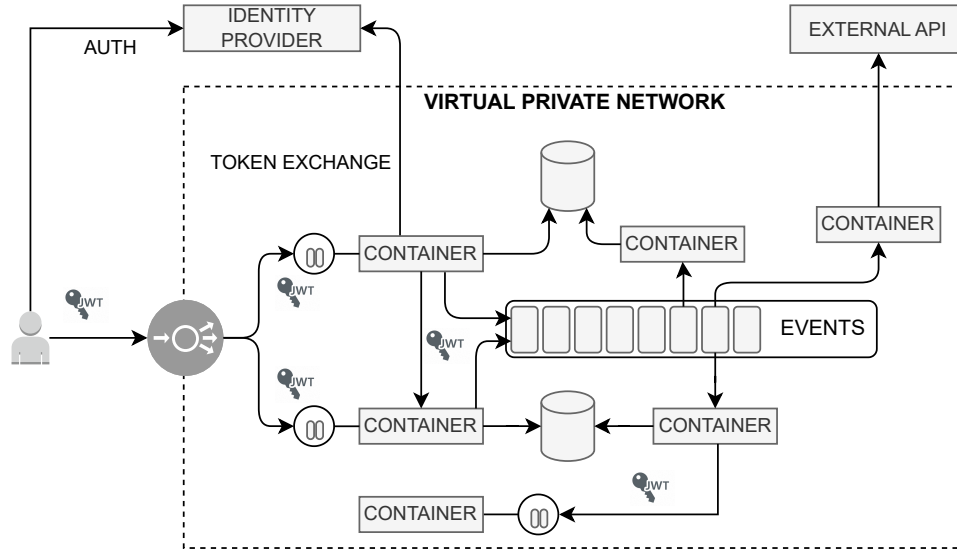 IDENTITY
PROVIDER
EXTERNAL API
AUTH
VIRTUAL PRIVATE NETWORK
TOKEN EXCHANGE
CONTAINER
CONTAINER
CONTAINER
JWT
JWT
EVENTS
JWT
JWT
CONTAINER
CONTAINER
JWT
CONTAINER